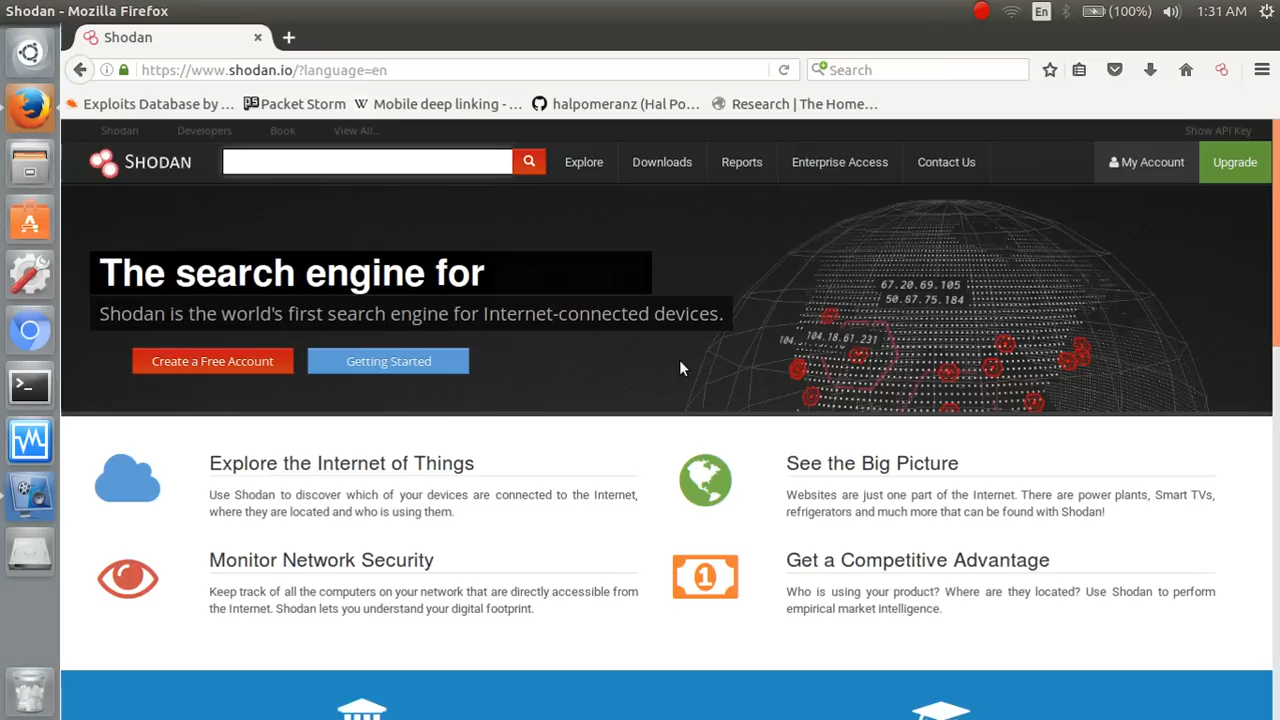 Shodan - Mozilla Firefox
En
(100%)
1:31 AM
Shodan
https://www.shodan.io/?language=en
Search
Exploits Database by ...
Packet Storm
Mobile deep linking - ...
halpomeranz (Hal Po...
Research | The Home...
Shodan
Developers
Book
View All...
Show API Key
SHODAN
Explore
Downloads
Reports
Enterprise Access
Contact Us
My Account
Upgrade
The search engine for
Shodan is the world's first search engine for Internet-connected devices.
Create a Free Account
Getting Started
67.20.69.105
50.87.75.184
104.
104.18.61.231
Explore the Internet of Things
Use Shodan to discover which of your devices are connected to the Internet,
where they are located and who is using them.
See the Big Picture
Websites are just one part of the Internet. There are power plants, Smart TVs,
refrigerators and much more that can be found with Shodan!
Monitor Network Security
Keep track of all the computers on your network that are directly accessible from
the Internet. Shodan lets you understand your digital footprint.
1
Get a Competitive Advantage
Who is using your product? Where are they located? Use Shodan to perform
empirical market intelligence.